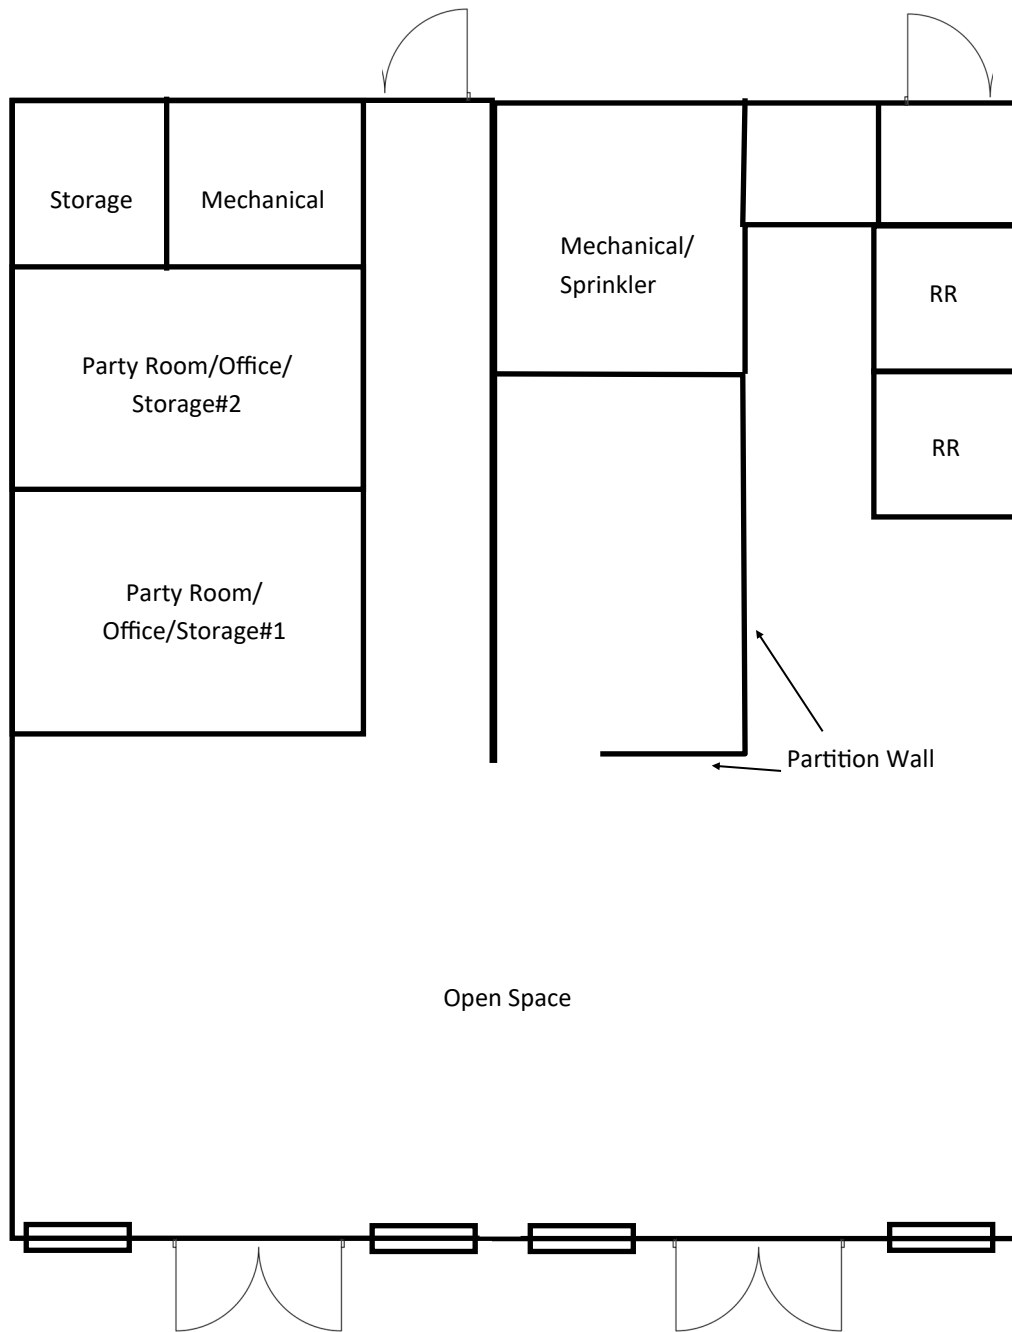 Storage
Mechanical
Mechanical/
Sprinkler
RR
Party Room/Office/
Storage#2
RR
Party Room/
Office/Storage#1
Partition Wall
Open Space